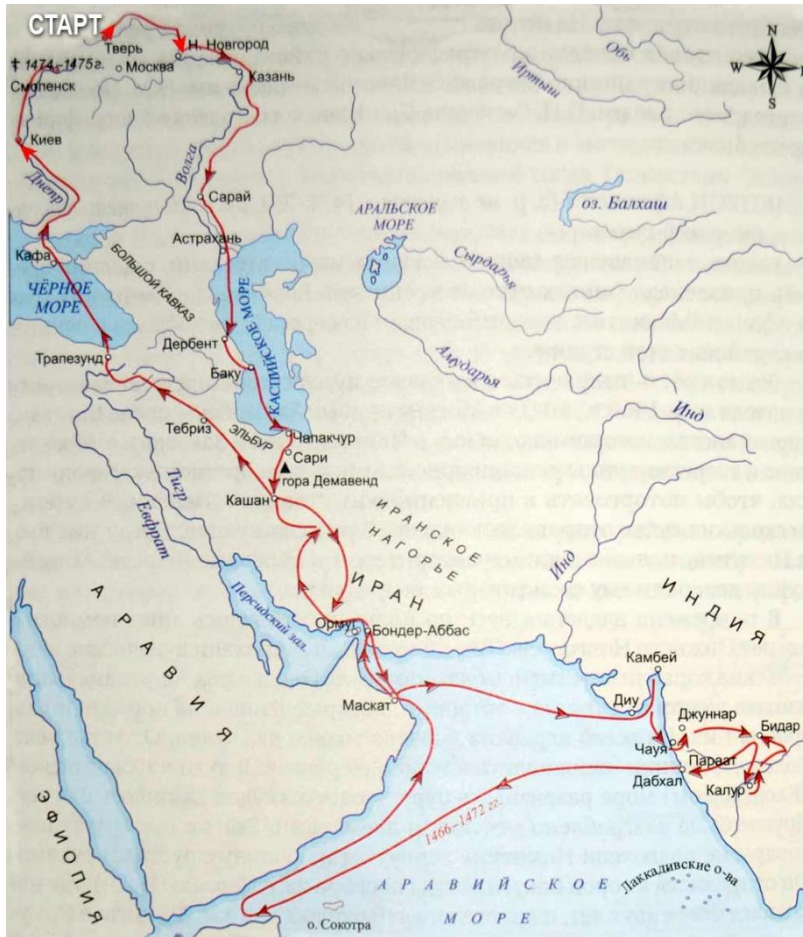 СТАРТ
Тверь
Н. Новгород
Москва
Казань
† 1474–1475г.
Смоленск
Киев
Днепр
Волга
Сарай
Астрахань
Обь
Иртыш
N
W
E
S
оз. Балхаш
АРАЛЬСКОЕ
МОРЕ
Сырдарья
Амударья
Кафа
ЧЁРНОЕ
МОРЕ
БОЛЬШОЙ КАВКАЗ
КАСПИЙСКОЕ МОРЕ
Дербент
Баку
Трапезунд
Тебриз
ЭЛЬБУР
Чапакур
Сари
гора Демавенд
Кашан
Тигр
Евфрат
ИРАНСКОЕ
НАГОРЬЕ
ИРАН
Инд
Инд
ИНДИЯ
Персидский зал.
Ормуз
Бондер-Аббас
Маскат
АРАВИЯ
Камбей
Диу
Джуннар
Бидар
Чауя
Параат
Дабхал
Калур
ЭФИОПИЯ
1466–1472 гг.
АРАВИЙСКОЕ
МОРЕ
о. Сокотра
Лаккадивские о-ва